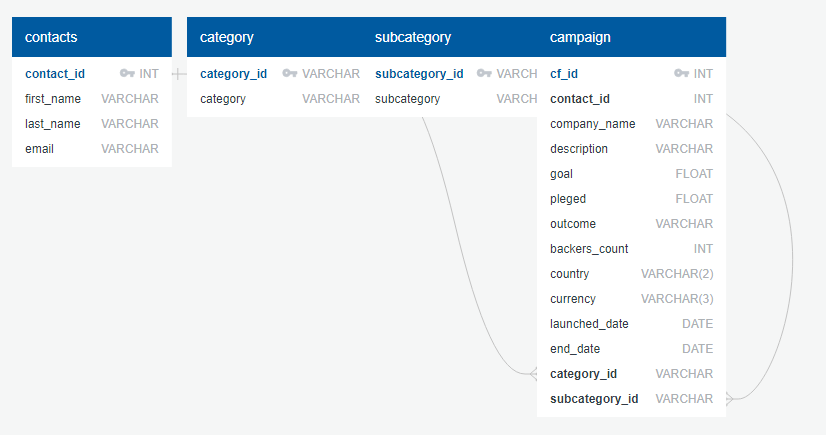 contacts
contact_id INT
first_name VARCHAR
last_name VARCHAR
email VARCHAR
category
category_id VARCHAR
category VARCHAR
subcategory
subcategory_id VARCH
subcategory VARC
campaign
cf_id INT
contact_id INT
company_name VARCHAR
description VARCHAR
goal FLOAT
pleged FLOAT
outcome VARCHAR
backers_count INT
country VARCHAR(2)
currency VARCHAR(3)
launched_date DATE
end_date DATE
category_id VARCHAR
subcategory_id VARCHAR